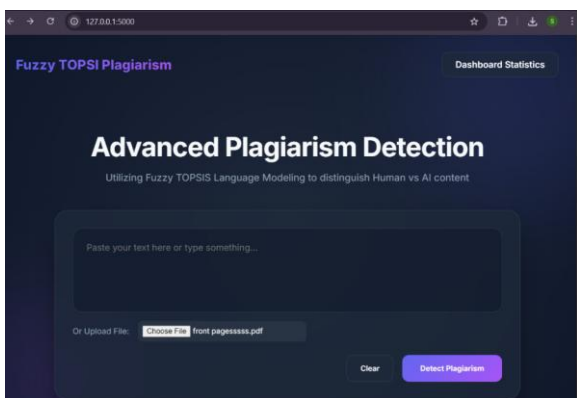 127.0.0.1:5000
Fuzzy TOPSI Plagiarism
Dashboard Statistics
Advanced Plagiarism Detection
Utilizing Fuzzy TOPSIS Language Modeling to distinguish Human vs AI content
Paste your text here or type something...
Or Upload File: Choose File front pagesssss.pdf
Clear Detect Plagiarism